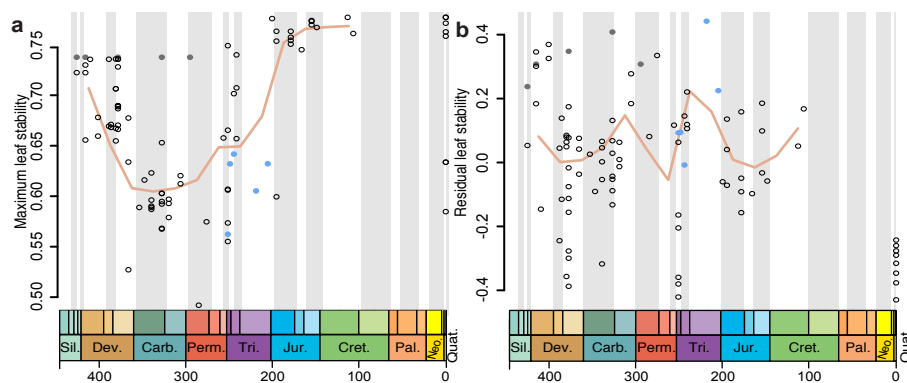 a
Maximum leaf stability
0.75
0.70
0.65
0.60
0.55
0.50
Sil. Dev. Carb. Perm. Tri. Jur. Cret. Pal. Neo. Quat.
400 300 200 100 0
b
Residual leaf stability
0.4
0.2
0.0
-0.2
-0.4
Sil. Dev. Carb. Perm. Tri. Jur. Cret. Pal. Neo. Quat.
400 300 200 100 0